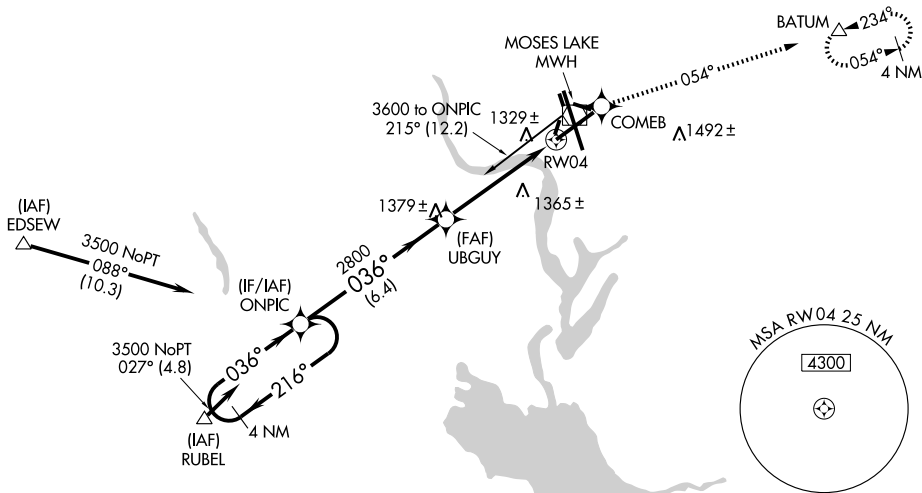 BATUM
234°
054°
4 NM
MOSES LAKE
MWH
054°
3600 to ONPIC
215° (12.2)
1329 ±
COMEB
1492 ±
RW04
1379 ±
1365 ±
(FAF)
UBGUY
(IAF)
EDSEW
3500 NoPT
088°
(10.3)
2800
036°
(6.4)
(IF/IAF)
ONPIC
3500 NoPT
027° (4.8)
036°
216°
4 NM
(IAF)
RUBEL
MSA RW04 25 NM
4300